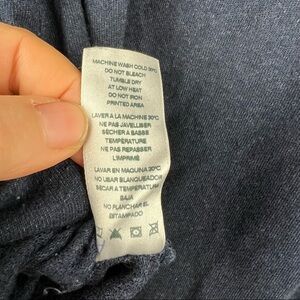 MACHINE WASH COLD 30°C
DO NOT BLEACH
TUMBLE DRY
AT LOW HEAT
DO NOT IRON
PRINTED AREA
LAVER A LA MACHINE 30°C
NE PAS JAVELLISER
SÉCHER A BASSE
TEMPÉRATURE
NE PAS REPASSER
L'IMPRIMÉ
LAVAR EN MAQUINA 30°C
NO USAR BLANQUEADOR
SECAR A TEMPERATURA
BAJA
NO PLANCHAR EL
ESTAMPADO